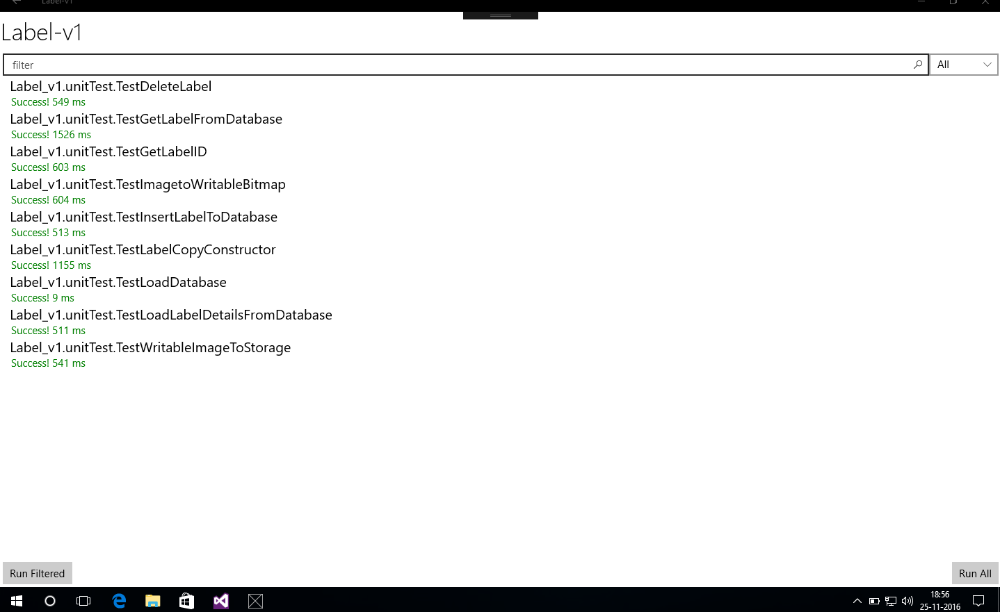 Label-v1
Label-v1
filter
All
Label_v1.unitTest.TestDeleteLabel
Success! 549 ms
Label_v1.unitTest.TestGetLabelFromDatabase
Success! 1526 ms
Label_v1.unitTest.TestGetLabelID
Success! 603 ms
Label_v1.unitTest.TestImagetoWritableBitmap
Success! 604 ms
Label_v1.unitTest.TestInsertLabelToDatabase
Success! 513 ms
Label_v1.unitTest.TestLabelCopyConstructor
Success! 1155 ms
Label_v1.unitTest.TestLoadDatabase
Success! 9 ms
Label_v1.unitTest.TestLoadLabelDetailsFromDatabase
Success! 511 ms
Label_v1.unitTest.TestWritableImageToStorage
Success! 541 ms
Run Filtered
Run All
18:56
25-11-2016